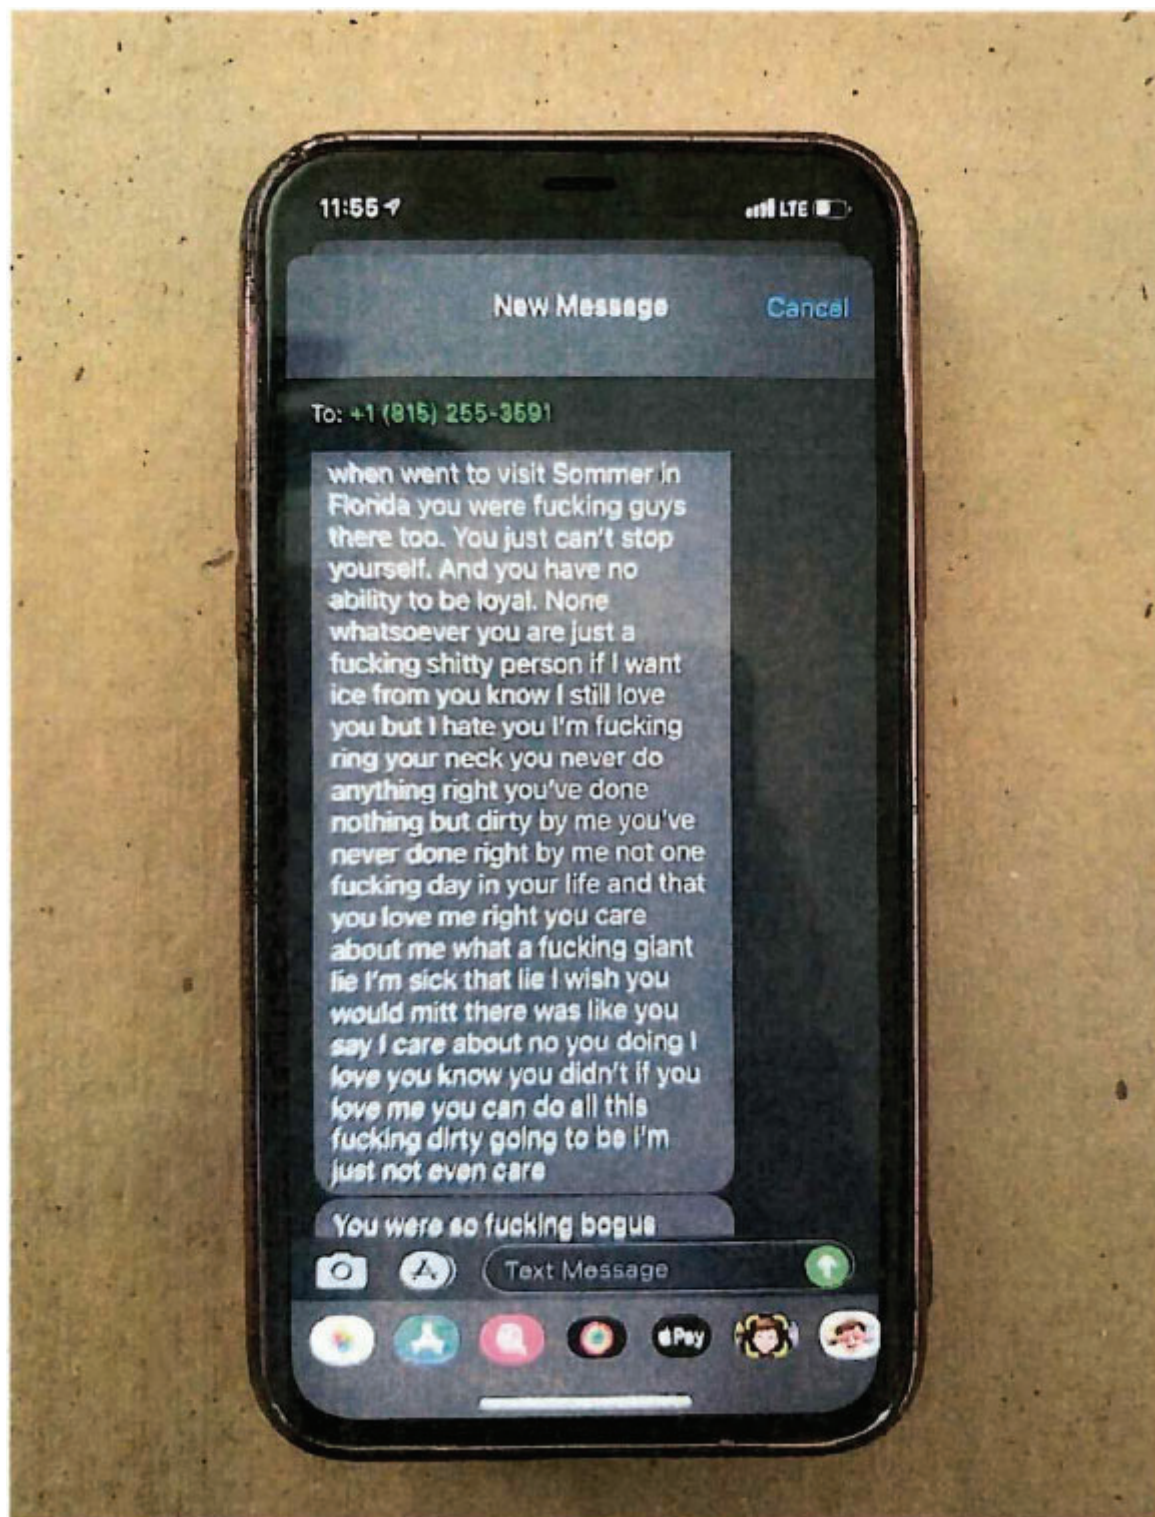 11:55
LTE
New Message
Cancel
To: +1 (815) 255-3591
when went to visit Sommer in
Florida you were fucking guys
there too. You just can't stop
yourself. And you have no
ability to be loyal. None
whatsoever you are just a
fucking shitty person if I want
ice from you know I still love
you but I hate you I'm fucking
ring your neck you never do
anything right you've done
nothing but dirty by me you've
never done right by me not one
fucking day in your life and that
you love me right you care
about me what a fucking giant
lie I'm sick that lie I wish you
would mitt there was like you
say I care about no you doing I
love you know you didn't if you
love me you can do all this
fucking dirty going to be I'm
just not even care
You were so fucking bogus
Text Message
Pay